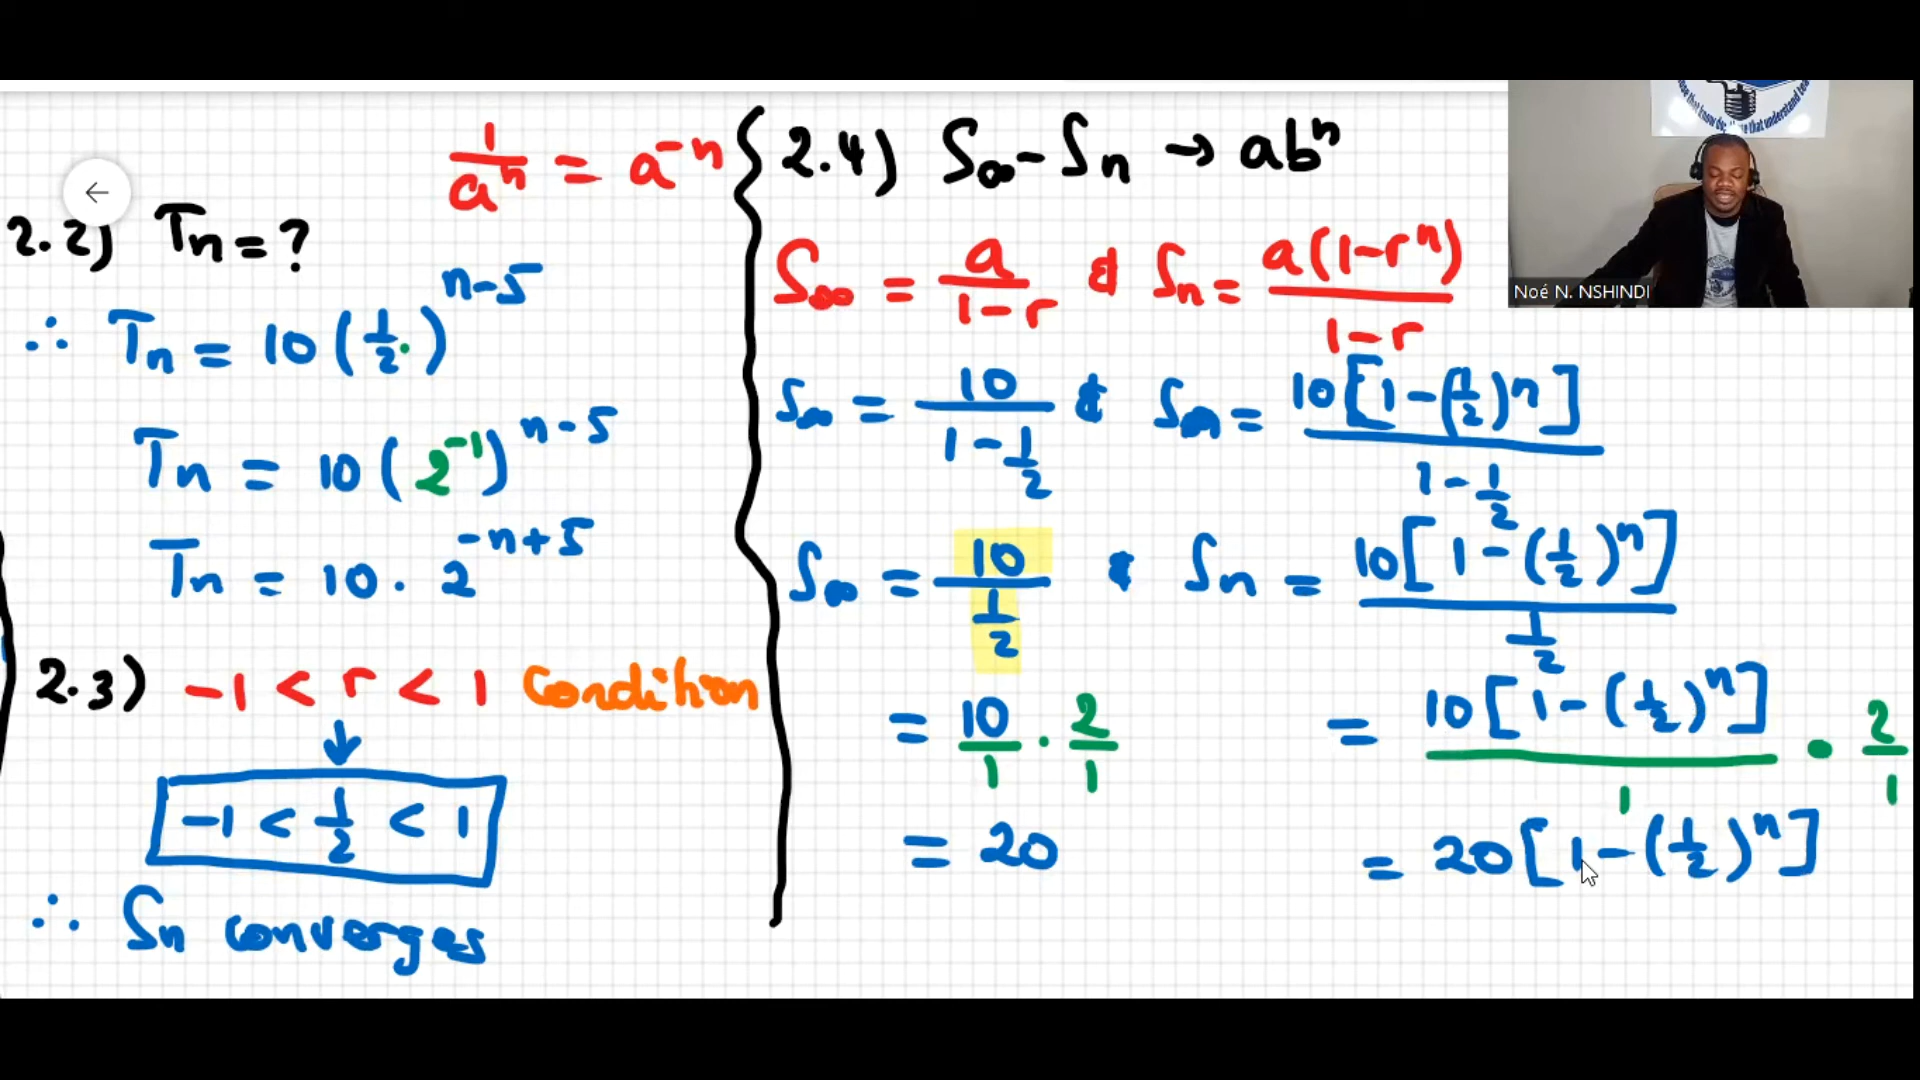 1/aⁿ = a⁻ⁿ
2.2) Tn = ?
∴ Tn = 10(1/2·)ⁿ⁻⁵
Tn = 10(2⁻¹)ⁿ⁻⁵
Tn = 10 · 2⁻ⁿ⁺⁵
2.3) -1 < r < 1 Condition
-1 < 1/2 < 1
∴ Sn converges
2.4) S∞ - Sn → abⁿ
S∞ = a/(1-r) & Sn = a(1-rⁿ)/(1-r)
S∞ = 10/(1-1/2) & Sn = 10[1-(1/2)ⁿ]/(1-1/2)
S∞ = 10/(1/2) & Sn = 10[1-(1/2)ⁿ]/(1/2)
= 10/1 · 2/1 = 10[1-(1/2)ⁿ]/1 · 2/1
= 20 = 20[1-(1/2)ⁿ]
Noé N. NSHINDI